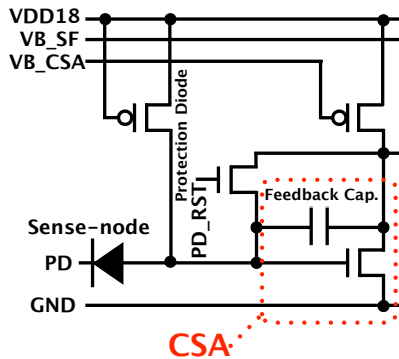 VDD18
VB_SF
VB_CSA
Protection Diode
PD_RST
Feedback Cap.
Sense-node
PD
GND
CSA